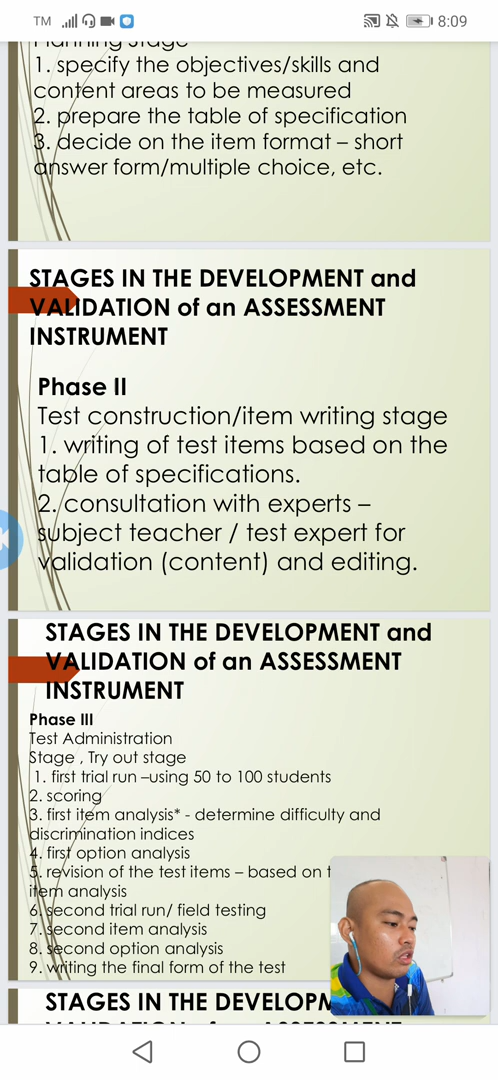 TM 8:09
Planning Stage
1. specify the objectives/skills and
content areas to be measured
2. prepare the table of specification
3. decide on the item format – short
answer form/multiple choice, etc.
STAGES IN THE DEVELOPMENT and
VALIDATION of an ASSESSMENT
INSTRUMENT
Phase II
Test construction/item writing stage
1. writing of test items based on the
table of specifications.
2. consultation with experts –
subject teacher / test expert for
validation (content) and editing.
STAGES IN THE DEVELOPMENT and
VALIDATION of an ASSESSMENT
INSTRUMENT
Phase III
Test Administration
Stage , Try out stage
1. first trial run –using 50 to 100 students
2. scoring
3. first item analysis* - determine difficulty and
discrimination indices
4. first option analysis
5. revision of the test items – based on
item analysis
6. second trial run/ field testing
7. second item analysis
8. second option analysis
9. writing the final form of the test
STAGES IN THE DEVELOPM